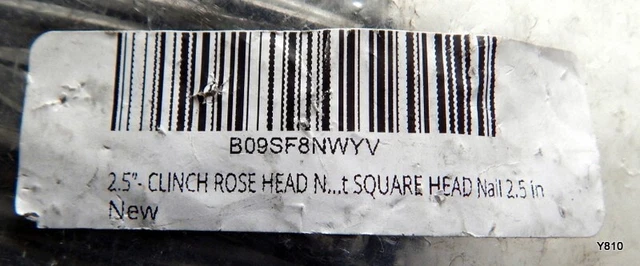 B09SF8NWYV
2.5"- CLINCH ROSE HEAD N...t SQUARE HEAD Nail 2.5 in
New
Y810